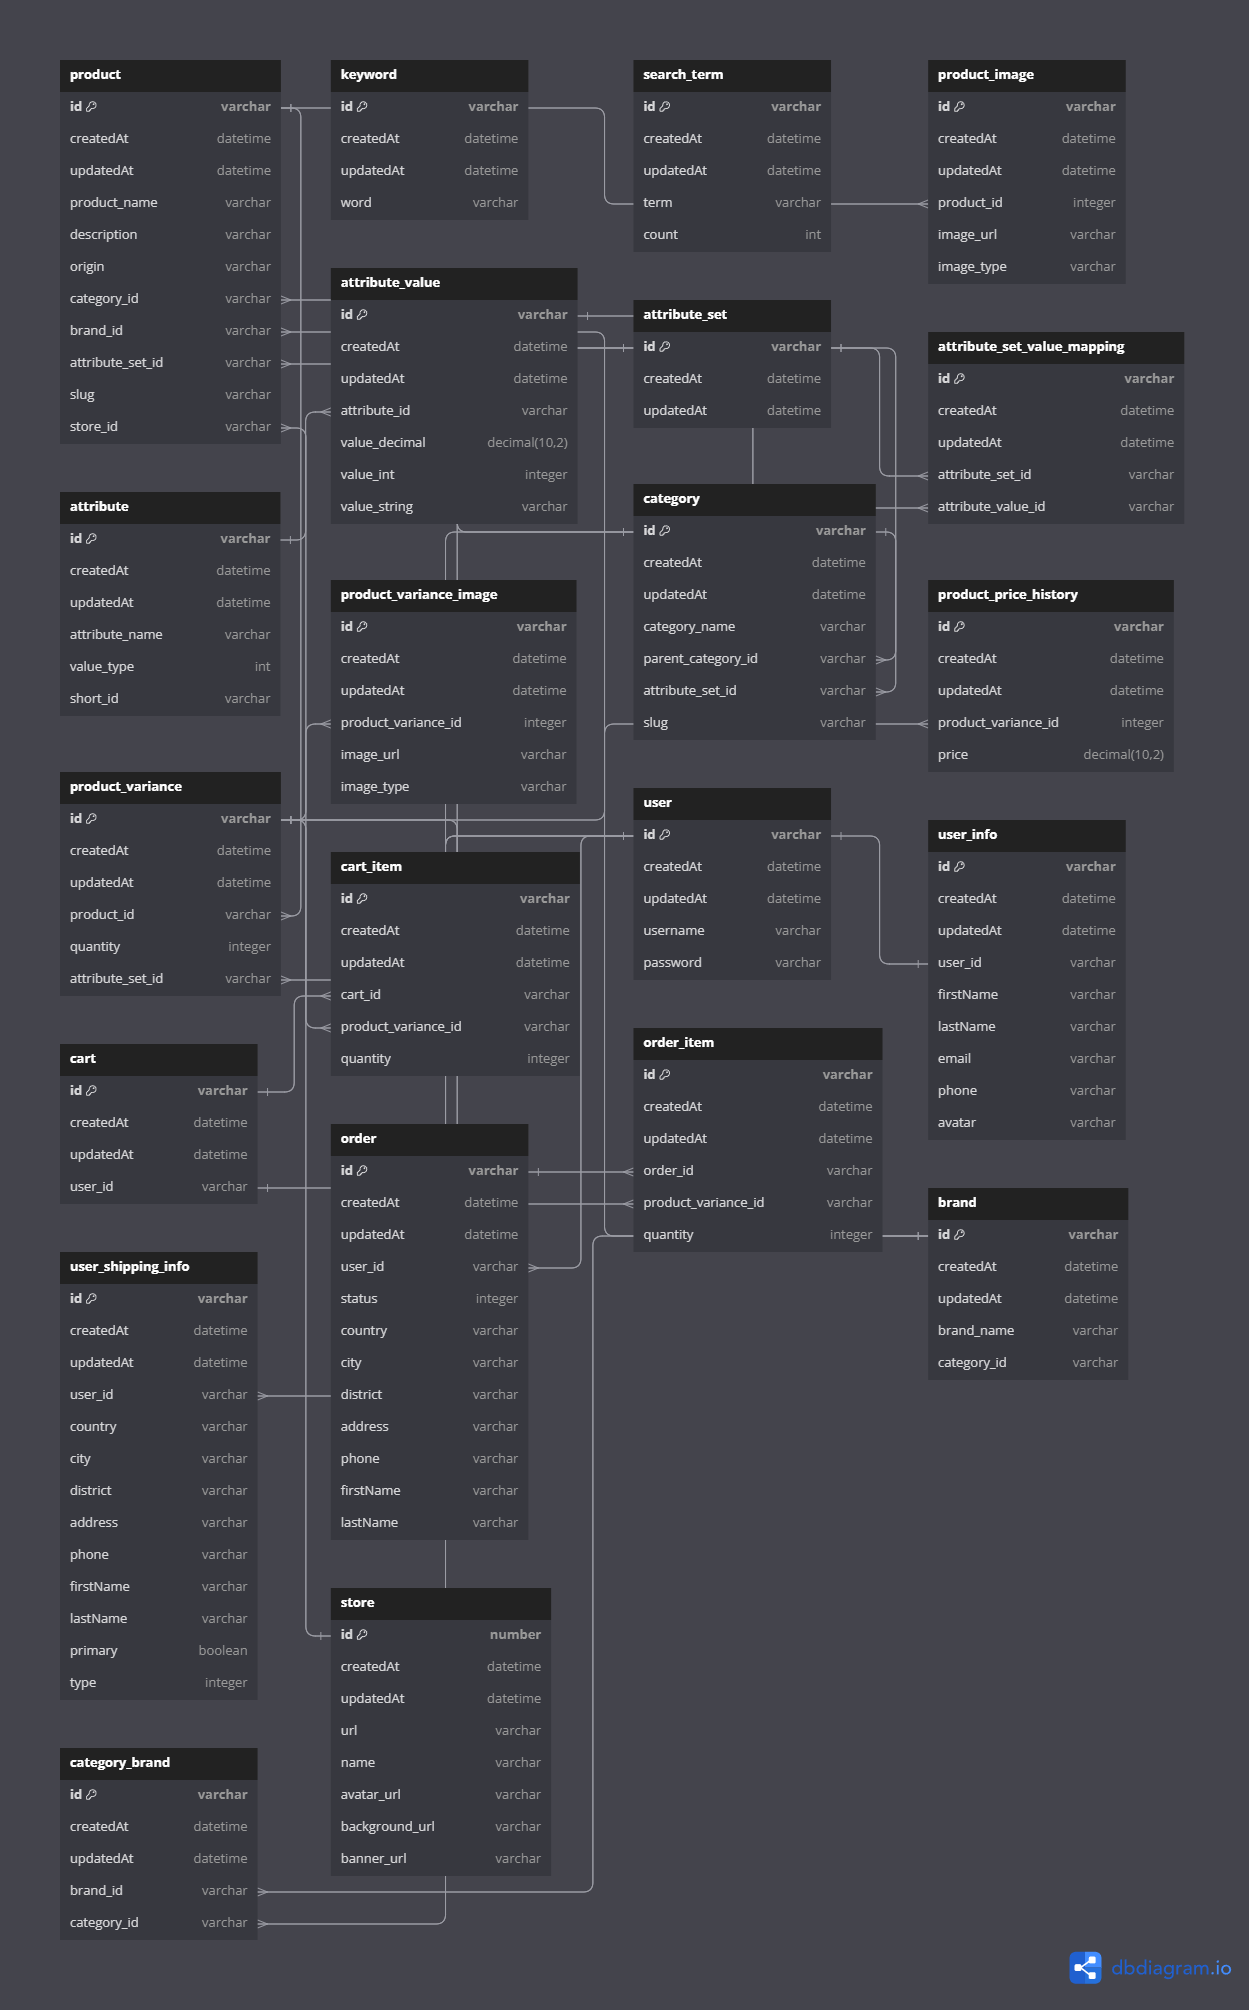 product
id varchar
createdAt datetime
updatedAt datetime
product_name varchar
description varchar
origin varchar
category_id varchar
brand_id varchar
attribute_set_id varchar
slug varchar
store_id varchar
keyword
id varchar
createdAt datetime
updatedAt datetime
word varchar
search_term
id varchar
createdAt datetime
updatedAt datetime
term varchar
count int
product_image
id varchar
createdAt datetime
updatedAt datetime
product_id integer
image_url varchar
image_type varchar
attribute_value
id varchar
createdAt datetime
updatedAt datetime
attribute_id varchar
value_decimal decimal(10,2)
value_int integer
value_string varchar
attribute_set
id varchar
createdAt datetime
updatedAt datetime
attribute_set_value_mapping
id varchar
createdAt datetime
updatedAt datetime
attribute_set_id varchar
attribute_value_id varchar
attribute
id varchar
createdAt datetime
updatedAt datetime
attribute_name varchar
value_type int
short_id varchar
category
id varchar
createdAt datetime
updatedAt datetime
category_name varchar
parent_category_id varchar
attribute_set_id varchar
slug varchar
product_variance_image
id varchar
createdAt datetime
updatedAt datetime
product_variance_id integer
image_url varchar
image_type varchar
product_price_history
id varchar
createdAt datetime
updatedAt datetime
product_variance_id integer
price decimal(10,2)
product_variance
id varchar
createdAt datetime
updatedAt datetime
product_id varchar
quantity integer
attribute_set_id varchar
cart_item
id varchar
createdAt datetime
updatedAt datetime
cart_id varchar
product_variance_id varchar
quantity integer
user
id varchar
createdAt datetime
updatedAt datetime
username varchar
password varchar
user_info
id varchar
createdAt datetime
updatedAt datetime
user_id varchar
firstName varchar
lastName varchar
email varchar
phone varchar
avatar varchar
cart
id varchar
createdAt datetime
updatedAt datetime
user_id varchar
order
id varchar
createdAt datetime
updatedAt datetime
user_id varchar
status integer
country varchar
city varchar
district varchar
address varchar
phone varchar
firstName varchar
lastName varchar
order_item
id varchar
createdAt datetime
updatedAt datetime
order_id varchar
product_variance_id varchar
quantity integer
brand
id varchar
createdAt datetime
updatedAt datetime
brand_name varchar
category_id varchar
user_shipping_info
id varchar
createdAt datetime
updatedAt datetime
user_id varchar
country varchar
city varchar
district varchar
address varchar
phone varchar
firstName varchar
lastName varchar
primary boolean
type integer
store
id number
createdAt datetime
updatedAt datetime
url varchar
name varchar
avatar_url varchar
background_url varchar
banner_url varchar
category_brand
id varchar
createdAt datetime
updatedAt datetime
brand_id varchar
category_id varchar
dbdiagram.io